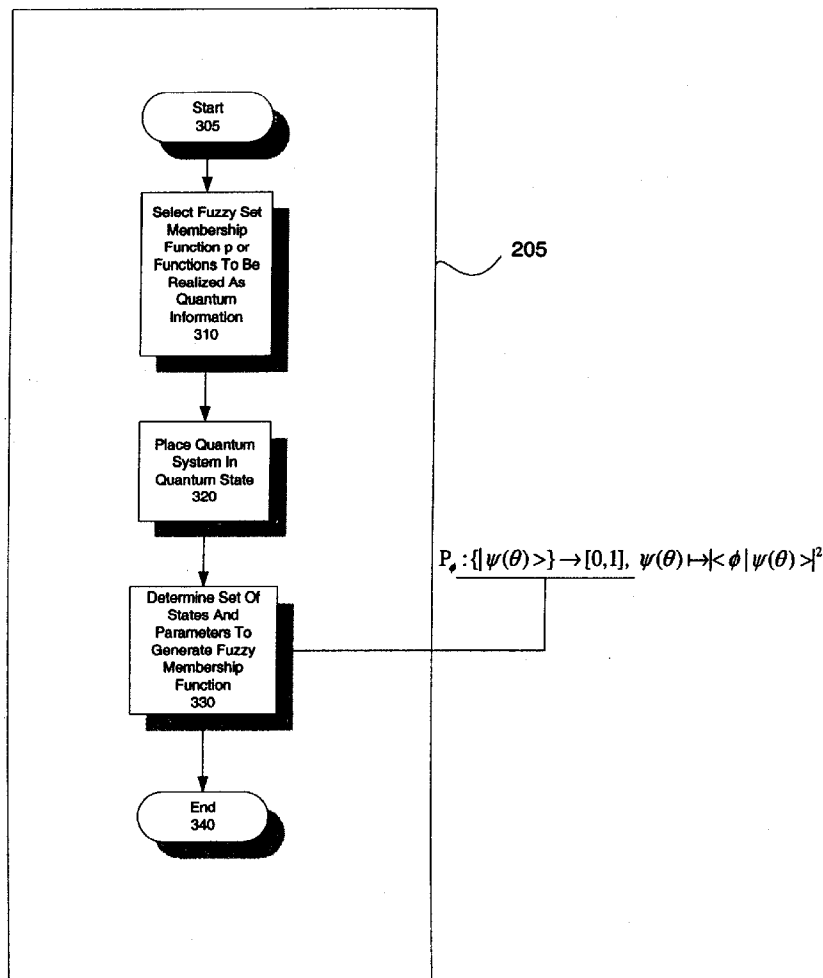 Start
305
Select Fuzzy Set
Membership
Function p or
Functions To Be
Realized As
Quantum
Information
310
205
Place Quantum
System In
Quantum State
320
P_φ : {|ψ(θ) >} → [0,1], ψ(θ) ↦ |< φ | ψ(θ) >|²
Determine Set Of
States And
Parameters To
Generate Fuzzy
Membership
Function
330
End
340